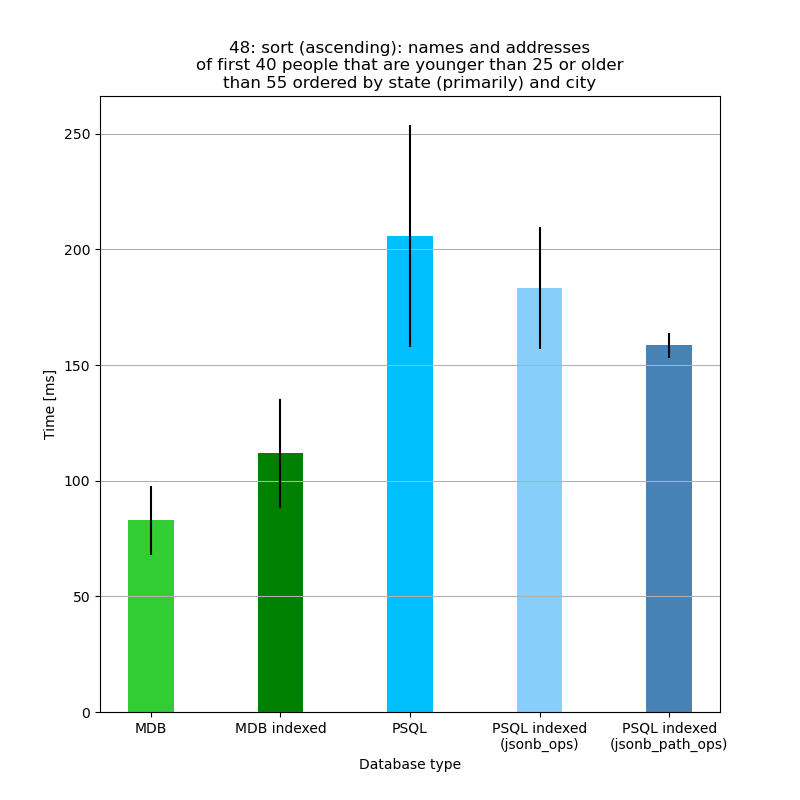 48: sort (ascending): names and addresses
of first 40 people that are younger than 25 or older
than 55 ordered by state (primarily) and city
250
200
150
100
50
0
Time [ms]
MDB
MDB indexed
PSQL
PSQL indexed
(jsonb_ops)
PSQL indexed
(jsonb_path_ops)
Database type